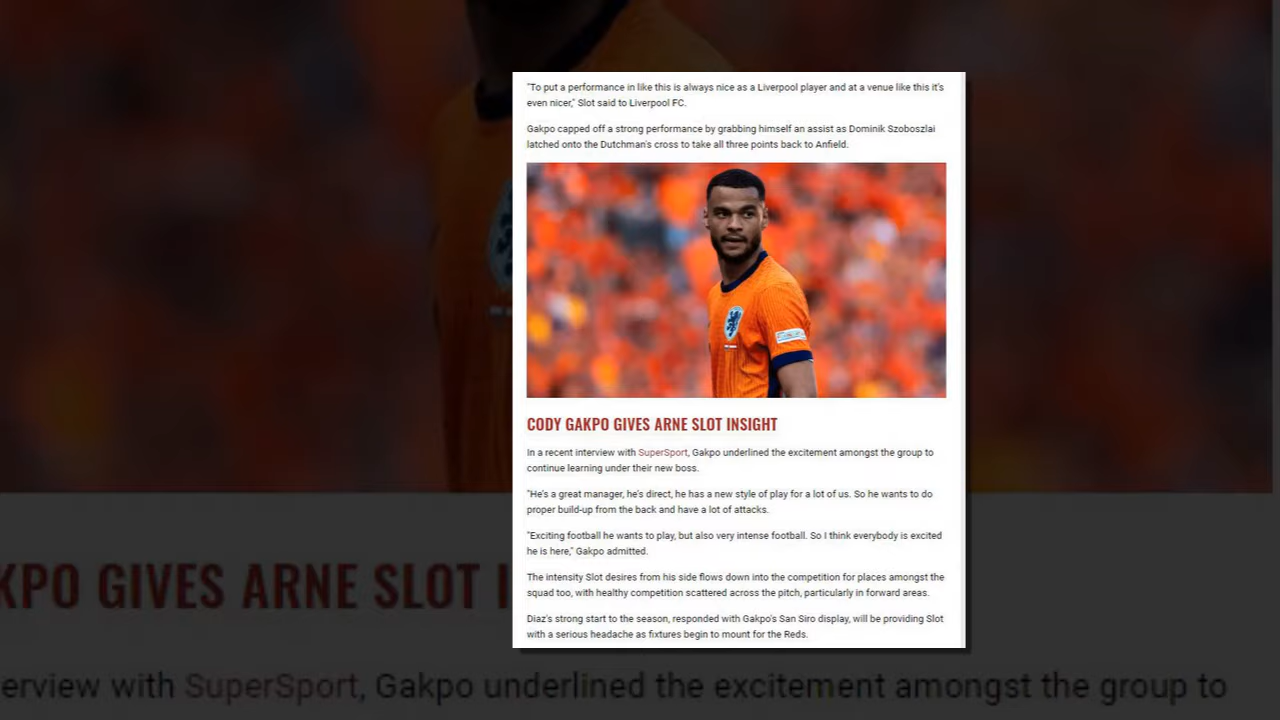 "To put a performance in like this is always nice as a Liverpool player and at a venue like this it's
even nicer," Slot said to Liverpool FC.
Gakpo capped off a strong performance by grabbing himself an assist as Dominik Szoboszlai
latched onto the Dutchman's cross to take all three points back to Anfield.
CODY GAKPO GIVES ARNE SLOT INSIGHT
In a recent interview with SuperSport, Gakpo underlined the excitement amongst the group to
continue learning under their new boss.
"He's a great manager, he's direct, he has a new style of play for a lot of us. So he wants to do
proper build-up from the back and have a lot of attacks.
"Exciting football he wants to play, but also very intense football. So I think everybody is excited
he is here," Gakpo admitted.
The intensity Slot desires from his side flows down into the competition for places amongst the
squad too, with healthy competition scattered across the pitch, particularly in forward areas.
Diaz's strong start to the season, responded with Gakpo's San Siro display, will be providing Slot
with a serious headache as fixtures begin to mount for the Reds.
KPO GIVES ARNE SLOT I
erview with SuperSport, Gakpo underlined the excitement amongst the group to